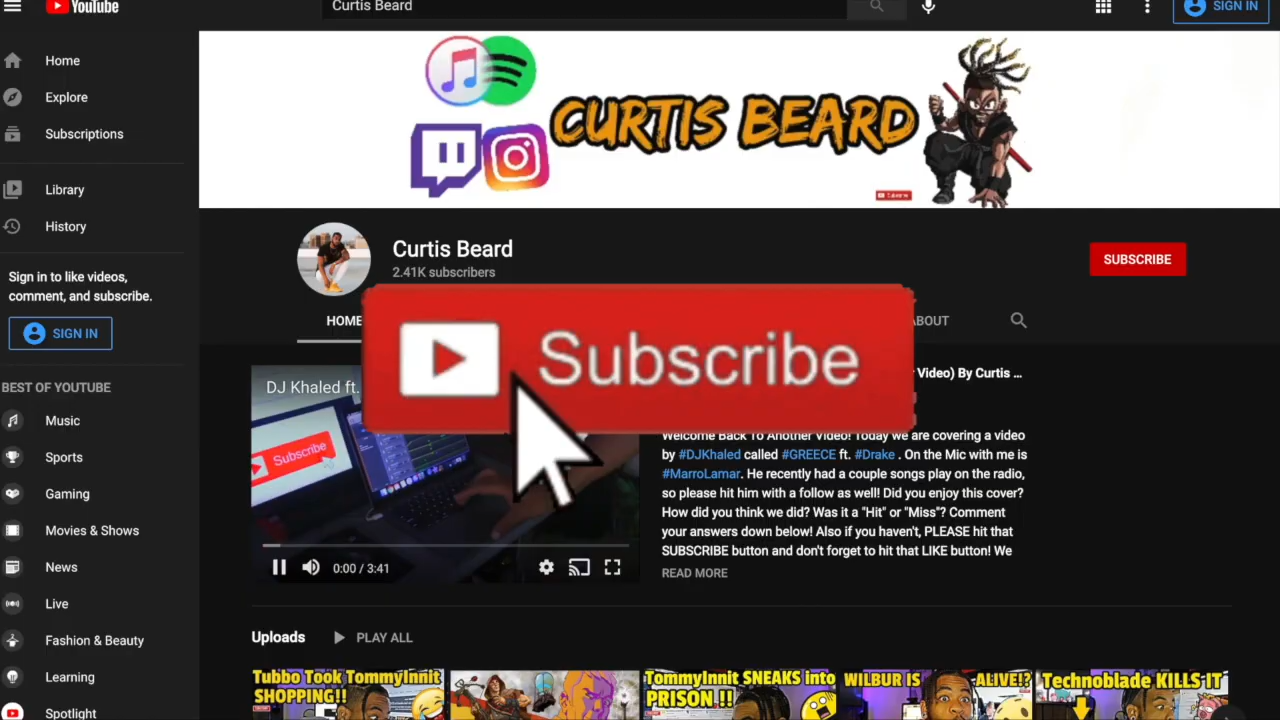 YouTube
Curtis Beard
SIGN IN
Home
Explore
Subscriptions
Library
History
Sign in to like videos,
comment, and subscribe.
SIGN IN
BEST OF YOUTUBE
Music
Sports
Gaming
Movies & Shows
News
Live
Fashion & Beauty
Learning
Spotlight
CURTIS BEARD
Curtis Beard
2.41K subscribers
SUBSCRIBE
HOME
ABOUT
Subscribe
DJ Khaled ft.
Subscribe
0:00 / 3:41
Video) By Curtis ...
Welcome Back To Another Video! Today we are covering a video
by #DJKhaled called #GREECE ft. #Drake . On the Mic with me is
#MarroLamar. He recently had a couple songs play on the radio,
so please hit him with a follow as well! Did you enjoy this cover?
How did you think we did? Was it a "Hit" or "Miss"? Comment
your answers down below! Also if you haven't, PLEASE hit that
SUBSCRIBE button and don't forget to hit that LIKE button! We
READ MORE
Uploads
PLAY ALL
Tubbo Took TommyInnit
SHOPPING!!
TommyInnit SNEAKS into
PRISON !!
WILBUR IS ALIVE!?
Technoblade KILLS IT